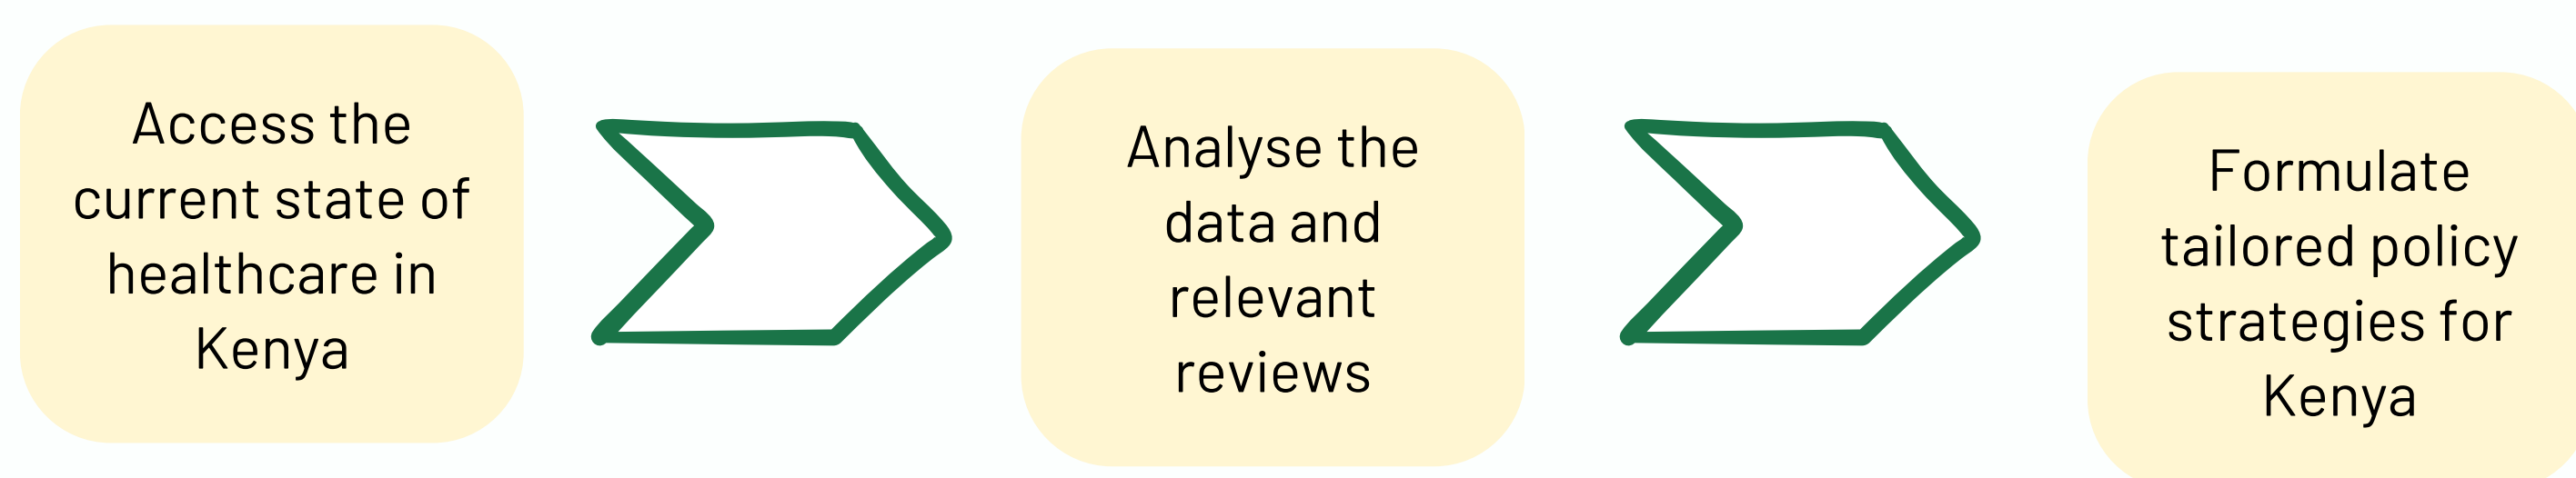 Access the
current state of
healthcare in
Kenya
Analyse the
data and
relevant
reviews
Formulate
tailored policy
strategies for
Kenya